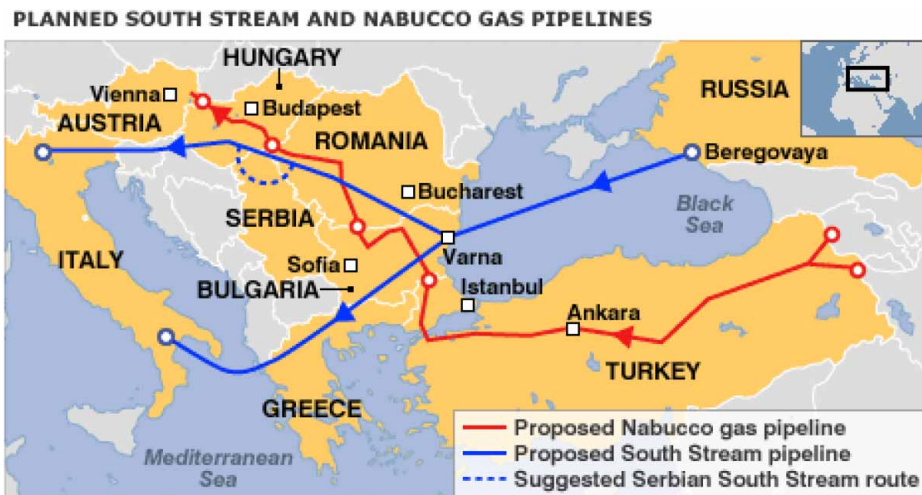 PLANNED SOUTH STREAM AND NABUCCO GAS PIPELINES
HUNGARY
Vienna
Budapest
RUSSIA
AUSTRIA
ROMANIA
Beregovaya
Bucharest
Black
Sea
SERBIA
Varna
ITALY
Sofia
BULGARIA
Istanbul
Ankara
TURKEY
GREECE
Mediterranean
Sea
Proposed Nabucco gas pipeline
Proposed South Stream pipeline
Suggested Serbian South Stream route